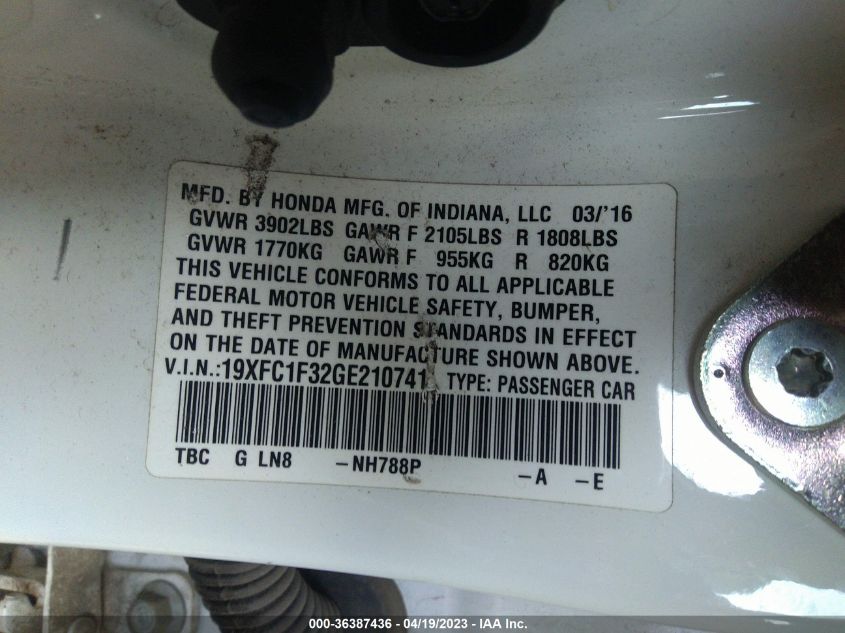 MFD. BY HONDA MFG. OF INDIANA, LLC 03/'16
GVWR 3902LBS GAWR F 2105LBS R 1808LBS
GVWR 1770KG GAWR F 955KG R 820KG
THIS VEHICLE CONFORMS TO ALL APPLICABLE
FEDERAL MOTOR VEHICLE SAFETY, BUMPER,
AND THEFT PREVENTION STANDARDS IN EFFECT
ON THE DATE OF MANUFACTURE SHOWN ABOVE.
V.I.N.:19XFC1F32GE210741 TYPE: PASSENGER CAR
TBC G LN8 -NH788P -A -E
000-36387436 - 04/19/2023 - IAA Inc.